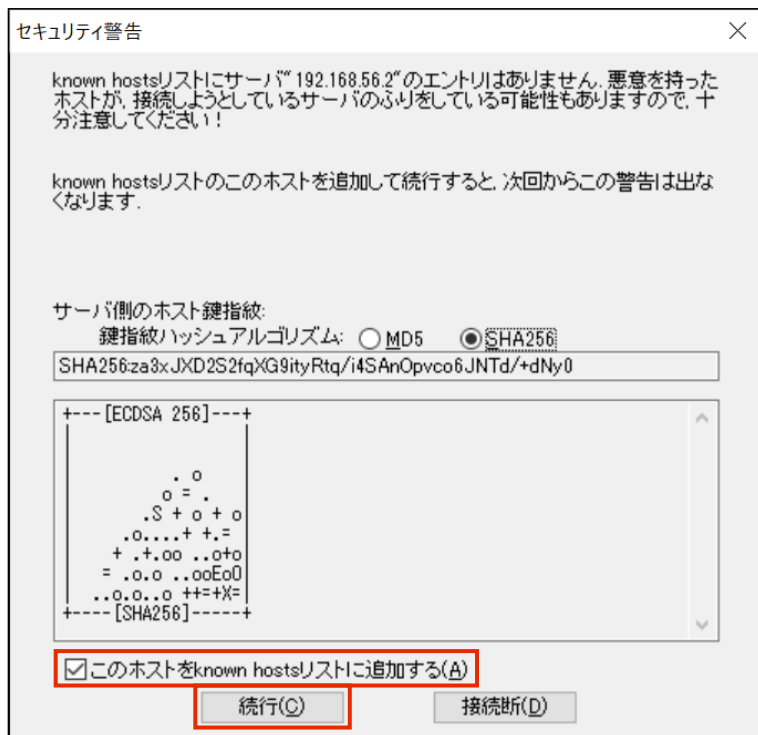 セキュリティ警告
known hostsリストにサーバ"192.168.56.2"のエントリはありません. 悪意を持った
ホストが, 接続しようとしているサーバのふりをしている可能性もありますので, 十
分注意してください!
known hostsリストのこのホストを追加して続行すると, 次回からこの警告は出な
くなります.
サーバ側のホスト鍵指紋:
鍵指紋ハッシュアルゴリズム: MD5 SHA256
SHA256:za3xJXD2S2fqXG9ityRtq/i4SAnOpvco6JNTd/+dNy0
+---[ECDSA 256]---+
|                 |
|                 |
|          . o    |
|         o = .   |
|       .S + o + o|
|     .o....+ +.= |
|    + .+.oo ..o+o|
|   = .o.o ..ooEoO|
|  ..o.o..o ++=+X=|
+----[SHA256]-----+
このホストをknown hostsリストに追加する(A)
続行(C) 接続断(D)